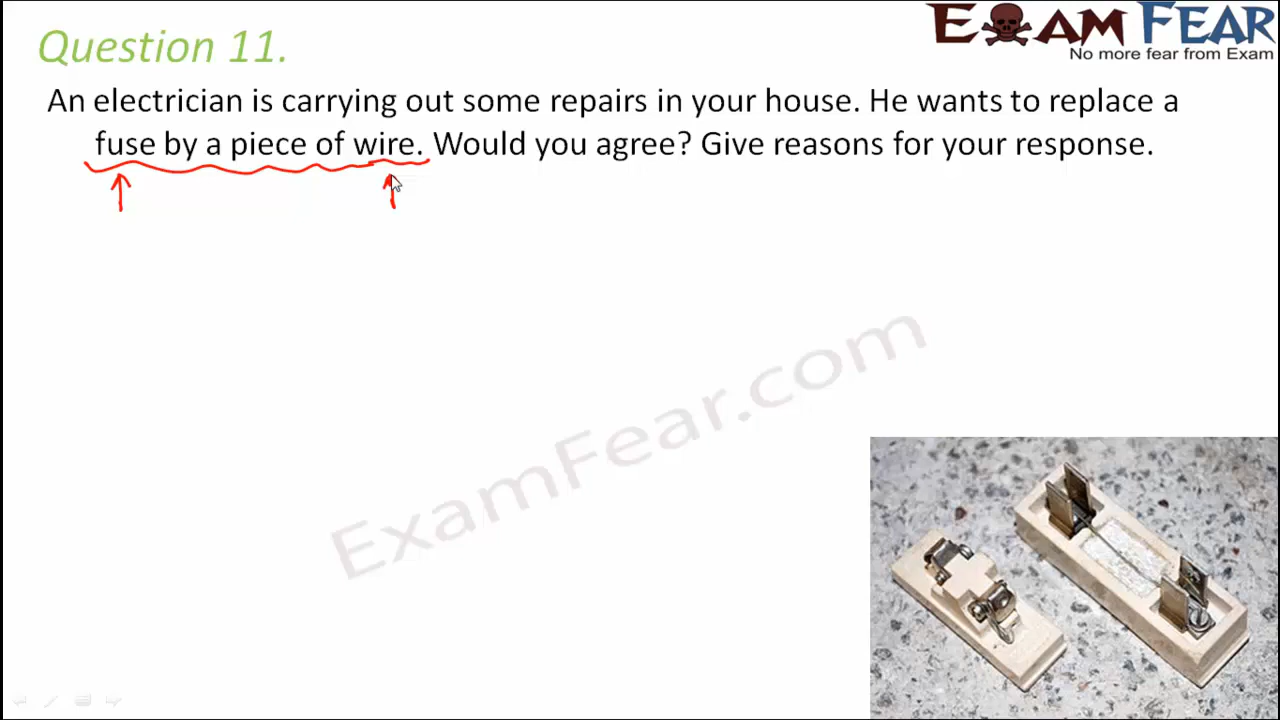 EXAM FEAR
No more fear from Exam
Question 11.
An electrician is carrying out some repairs in your house. He wants to replace a
fuse by a piece of wire. Would you agree? Give reasons for your response.
ExamFear.com